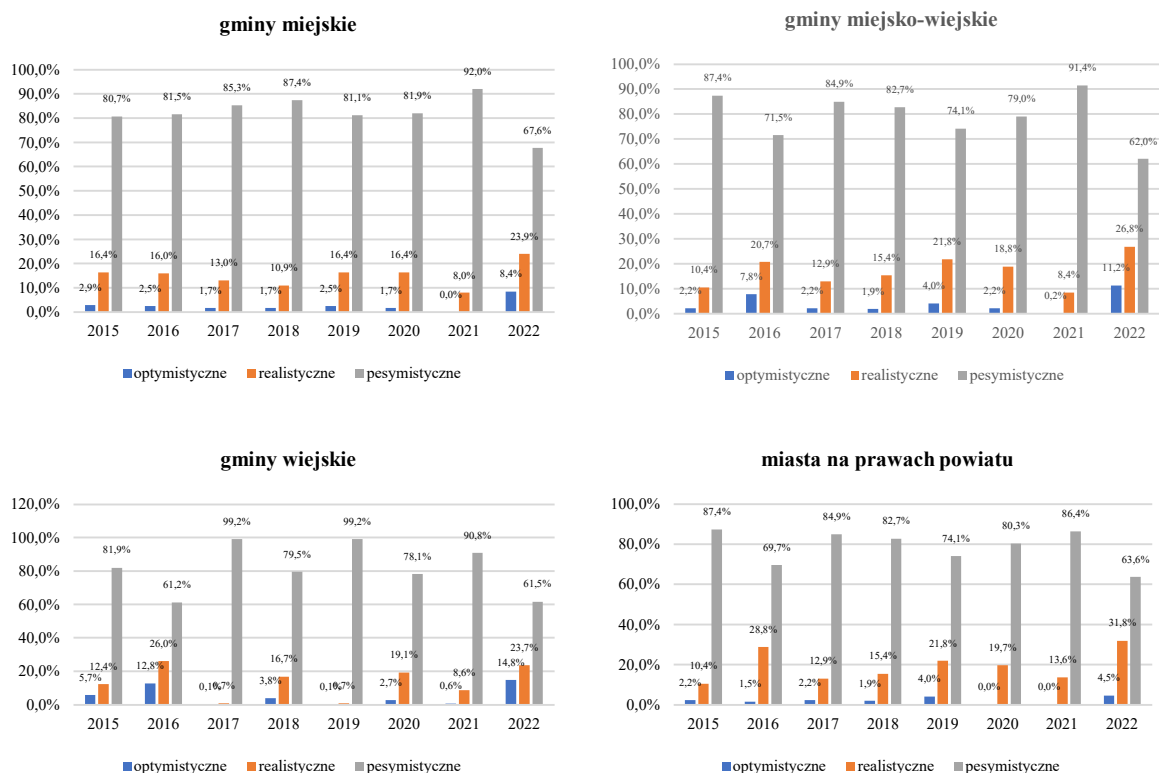 gminy miejskie
100,0%
90,0%
80,0%
70,0%
60,0%
50,0%
40,0%
30,0%
20,0%
10,0%
0,0%
2,9% 16,4% 80,7%
2,5% 16,0% 81,5%
1,7% 13,0% 85,3%
1,7% 10,9% 87,4%
2,5% 16,4% 81,1%
1,7% 16,4% 81,9%
0,0% 8,0% 92,0%
8,4% 23,9% 67,6%
2015 2016 2017 2018 2019 2020 2021 2022
optymistyczne realistyczne pesymistyczne
gminy miejsko-wiejskie
100,0%
90,0%
80,0%
70,0%
60,0%
50,0%
40,0%
30,0%
20,0%
10,0%
0,0%
2,2% 10,4% 87,4%
7,8% 20,7% 71,5%
2,2% 12,9% 84,9%
1,9% 15,4% 82,7%
4,0% 21,8% 74,1%
2,2% 18,8% 79,0%
0,2% 8,4% 91,4%
11,2% 26,8% 62,0%
2015 2016 2017 2018 2019 2020 2021 2022
optymistyczne realistyczne pesymistyczne
gminy wiejskie
120,0%
100,0%
80,0%
60,0%
40,0%
20,0%
0,0%
5,7% 12,4% 81,9%
12,8% 26,0% 61,2%
0,1% 0,7% 99,2%
3,8% 16,7% 79,5%
0,1% 0,7% 99,2%
2,7% 19,1% 78,1%
0,6% 8,6% 90,8%
14,8% 23,7% 61,5%
2015 2016 2017 2018 2019 2020 2021 2022
optymistyczne realistyczne pesymistyczne
miasta na prawach powiatu
100,0%
80,0%
60,0%
40,0%
20,0%
0,0%
2,2% 10,4% 87,4%
1,5% 28,8% 69,7%
2,2% 12,9% 84,9%
1,9% 15,4% 82,7%
4,0% 21,8% 74,1%
0,0% 19,7% 80,3%
0,0% 13,6% 86,4%
4,5% 31,8% 63,6%
2015 2016 2017 2018 2019 2020 2021 2022
optymistyczne realistyczne pesymistyczne